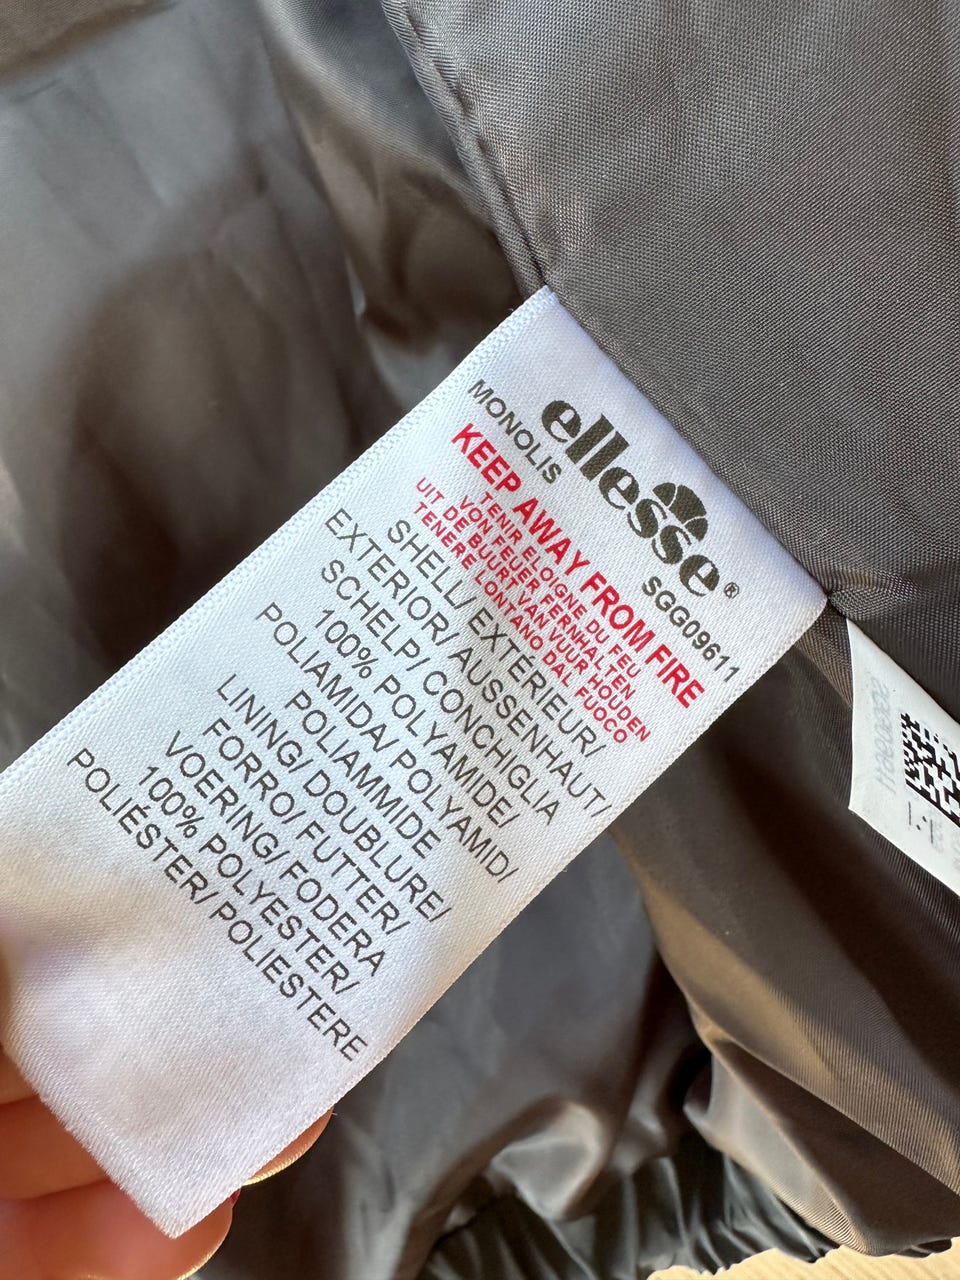 ellesse®
MONOLIS SGG09611
KEEP AWAY FROM FIRE
TENIR ELOIGNE DU FEU
VON FEUER FERNHALTEN
UIT DE BUURT VAN VUUR HOUDEN
TENERE LONTANO DAL FUOCO
SHELL/ EXTÉRIEUR/
EXTERIOR/ AUSSENHAUT/
SCHELP/ CONCHIGLIA
100% POLYAMIDE/
POLIAMIDA/ POLYAMID/
POLIAMMIDE
LINING/ DOUBLURE/
FORRO/ FUTTER/
VOERING/ FODERA
100% POLYESTER/
POLIÉSTER/ POLIESTERE